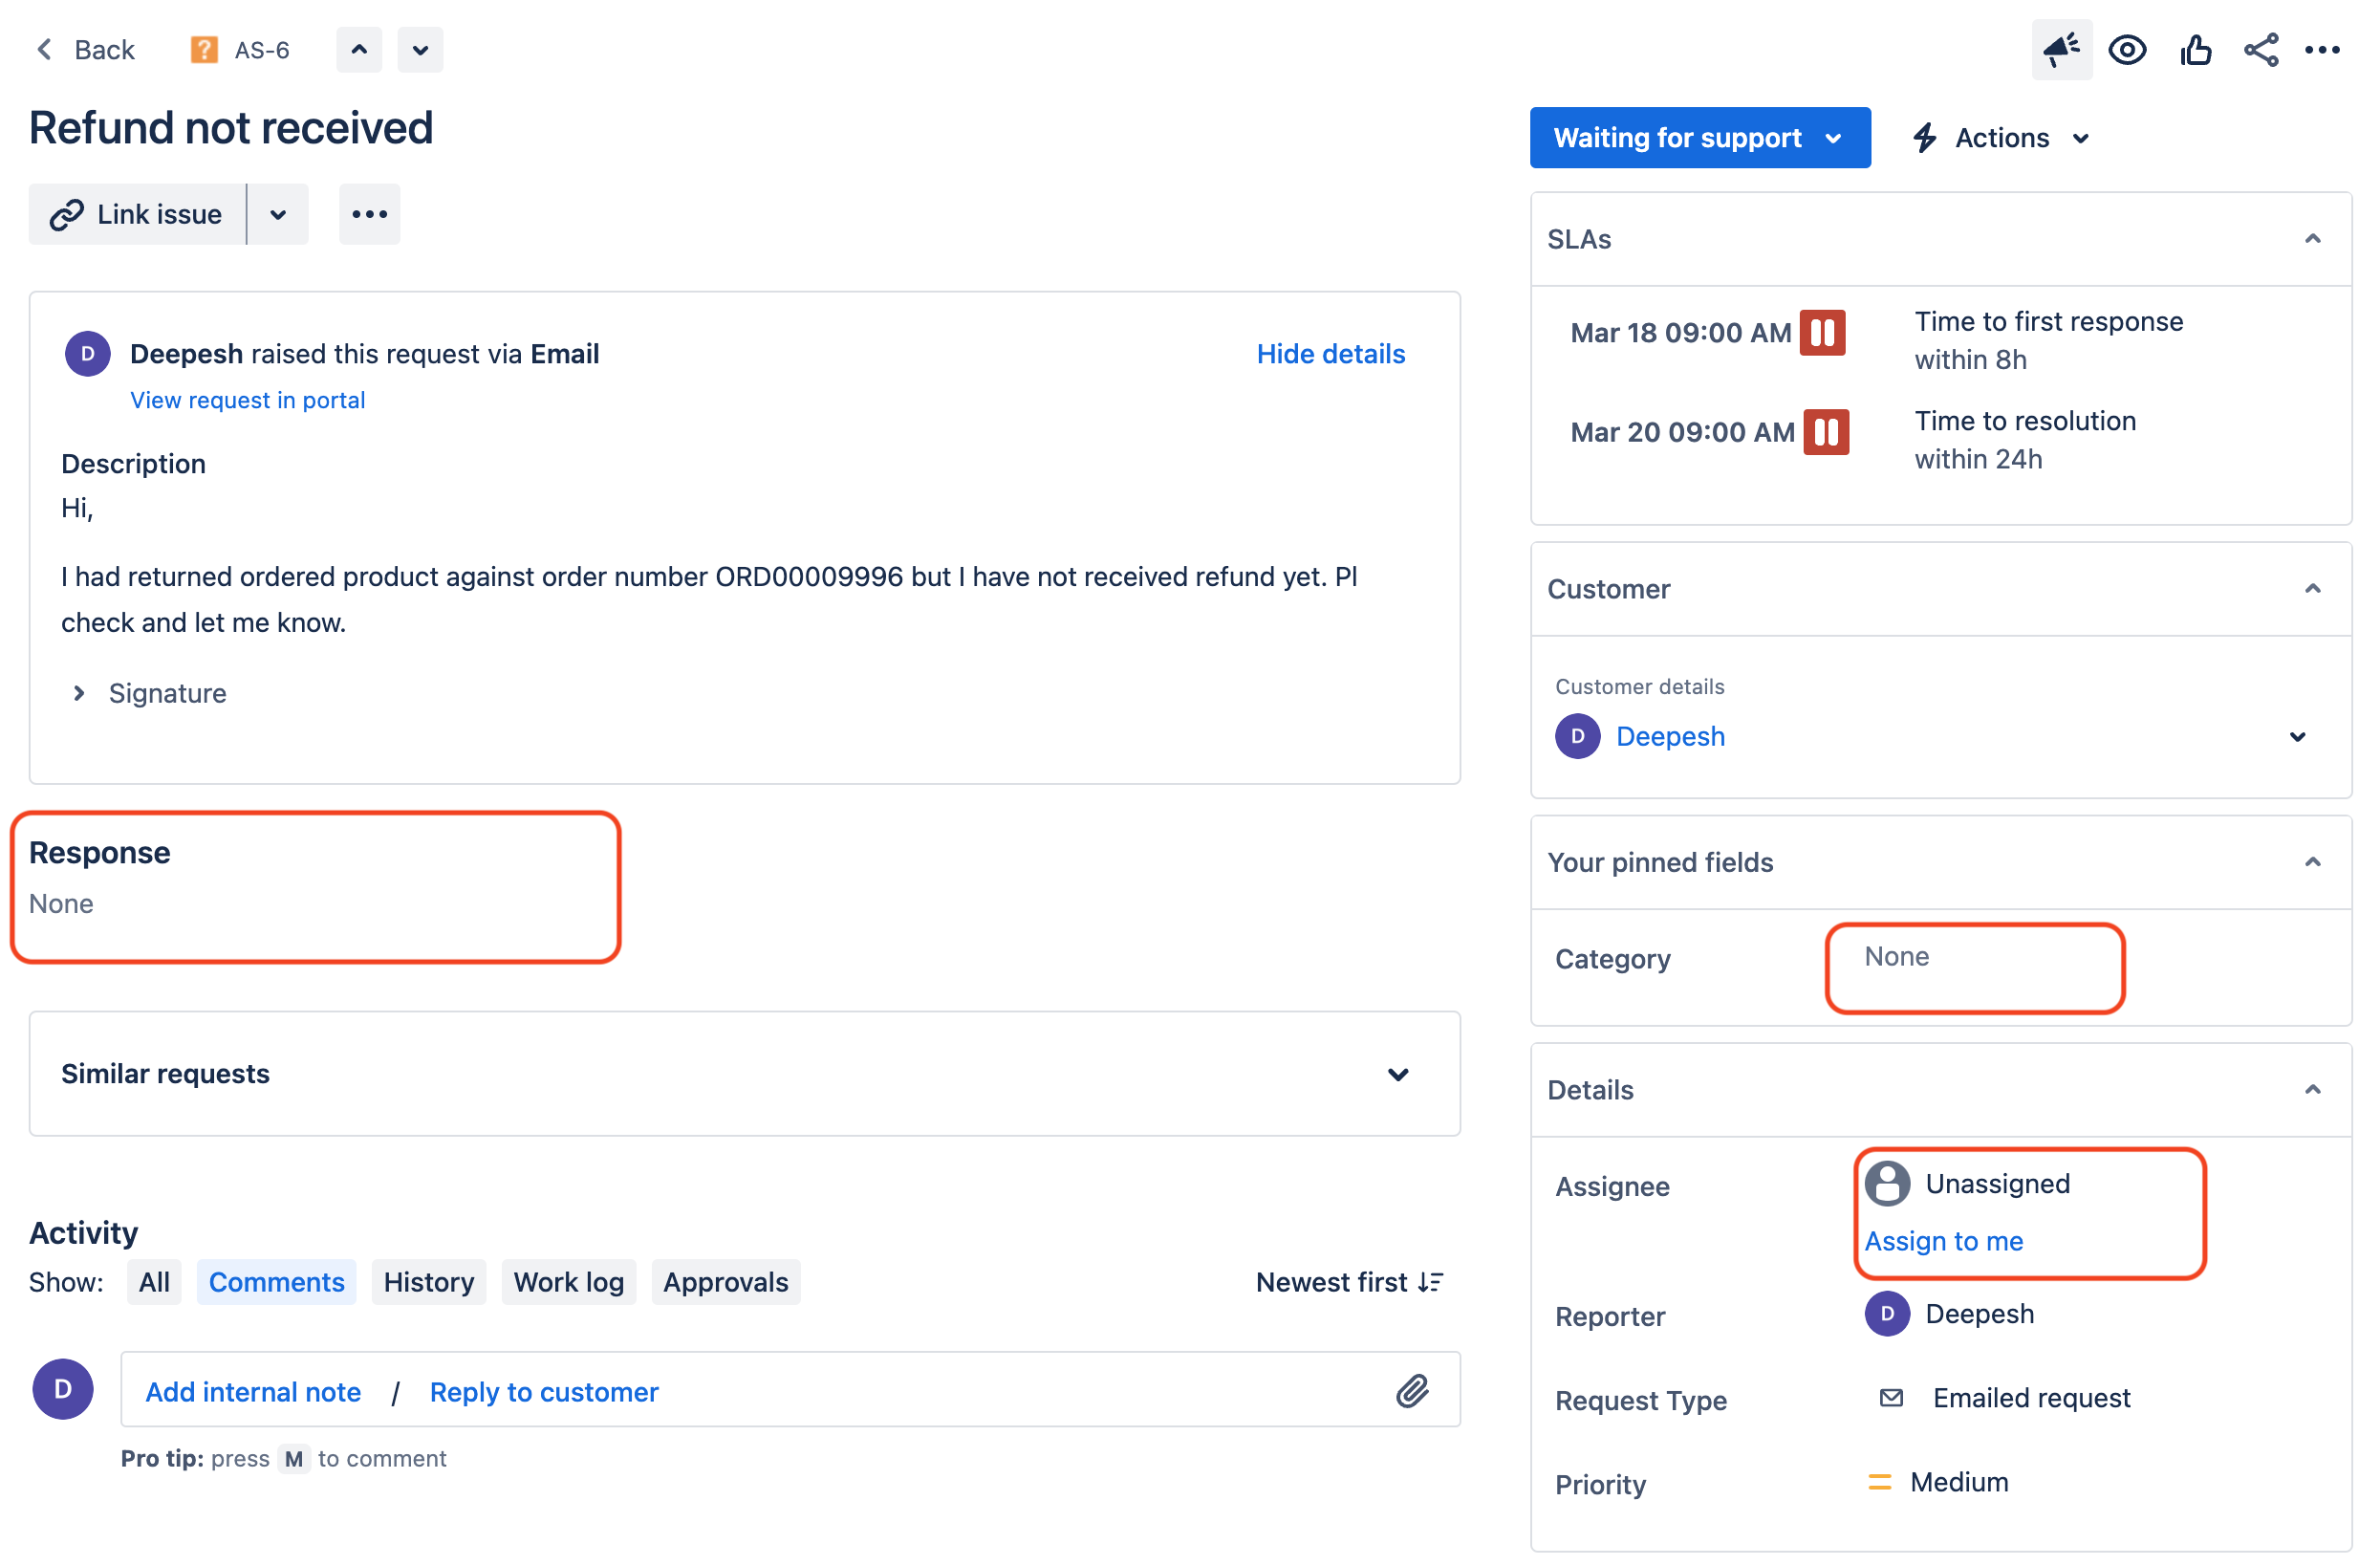 Back
AS-6
Refund not received
Link issue
D
Deepesh raised this request via Email
Hide details
View request in portal
Description
Hi,
I had returned ordered product against order number ORD00009996 but I have not received refund yet. Pl
check and let me know.
Signature
Response
None
Similar requests
Activity
Show: All Comments History Work log Approvals
Newest first
D
Add internal note / Reply to customer
Pro tip: press M to comment
Waiting for support
Actions
SLAs
Mar 18 09:00 AM
Time to first response
within 8h
Mar 20 09:00 AM
Time to resolution
within 24h
Customer
Customer details
D
Deepesh
Your pinned fields
Category
None
Details
Assignee
Unassigned
Assign to me
Reporter
D
Deepesh
Request Type
Emailed request
Priority
Medium